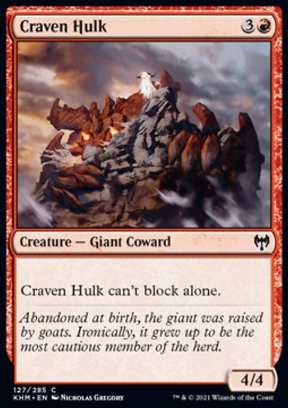 Craven Hulk 3
Creature — Giant Coward
Craven Hulk can't block alone.
Abandoned at birth, the giant was raised
by goats. Ironically, it grew up to be the
most cautious member of the herd.
4/4
127/285 C
KHM • EN Nicholas Gregory ™ & © 2021 Wizards of the Coast